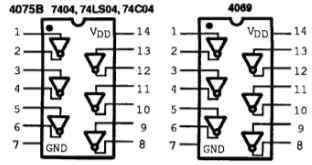 4075B 7404, 74LS04, 74C04 4069
1 14 1 14
VDD VDD
2 13 2 13
3 12 3 12
4 11 4 11
5 10 5 10
6 9 6 9
7 GND 8 7 GND 8